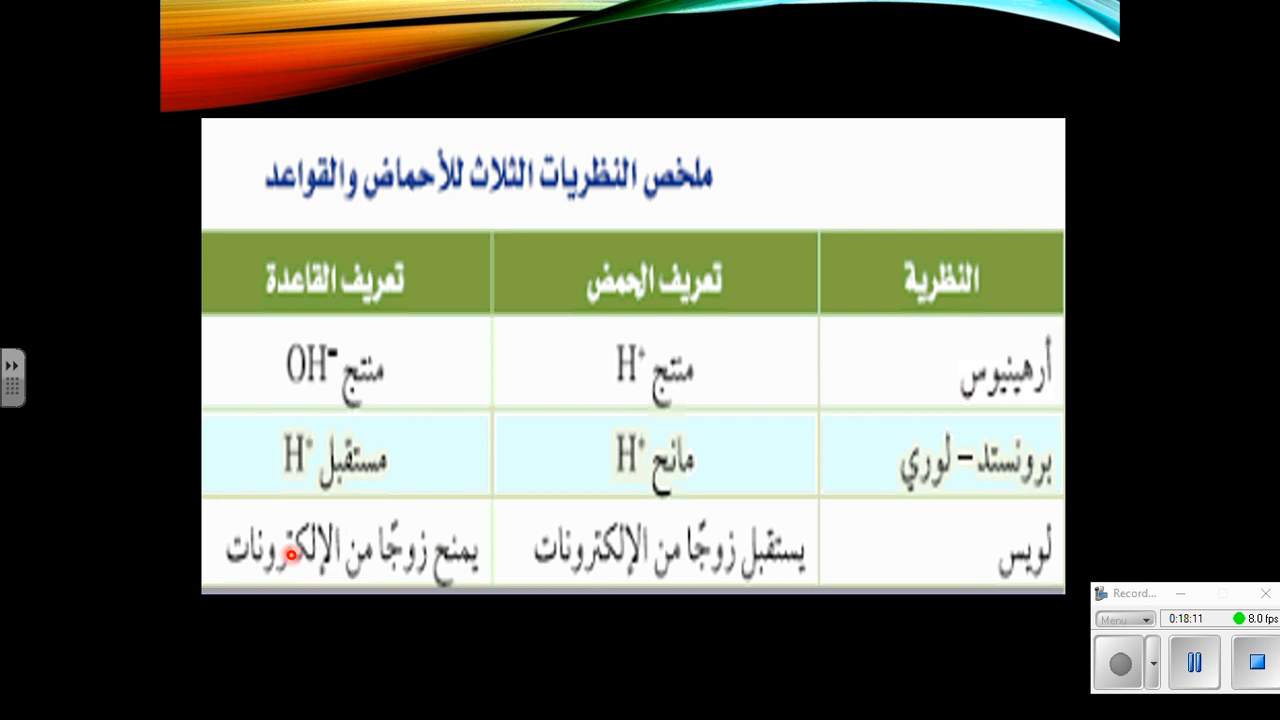 ملخص النظريات الثلاث للأحماض والقواعد
النظرية تعريف الحمض تعريف القاعدة
أرهينيوس منتج H⁺ منتج OH⁻
برونستد – لوري مانح H⁺ مستقبل H⁺
لويس يستقبل زوجًا من الإلكترونات يمنح زوجًا من الإلكترونات
Record...
Menu 0:18:11 8.0 fps